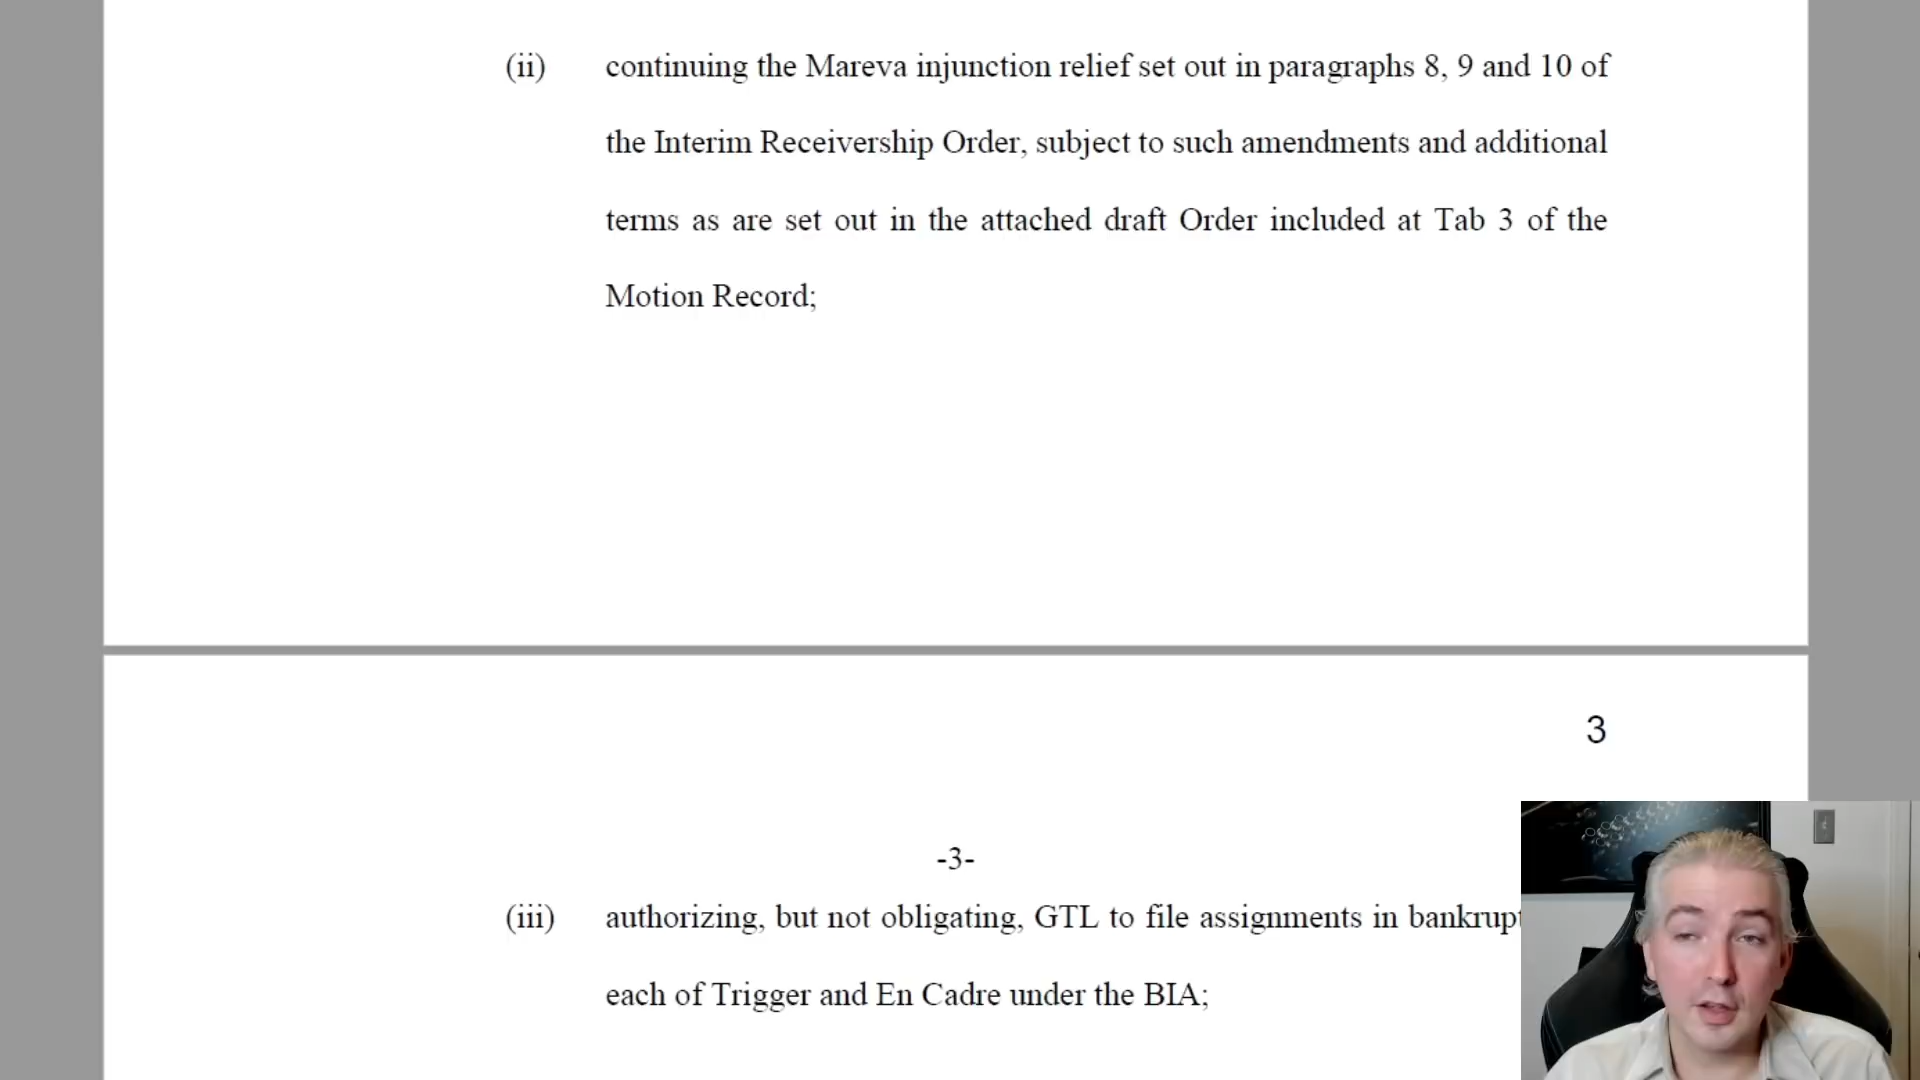 (ii) continuing the Mareva injunction relief set out in paragraphs 8, 9 and 10 of
the Interim Receivership Order, subject to such amendments and additional
terms as are set out in the attached draft Order included at Tab 3 of the
Motion Record;
3
-3-
(iii) authorizing, but not obligating, GTL to file assignments in bankrupt
each of Trigger and En Cadre under the BIA;